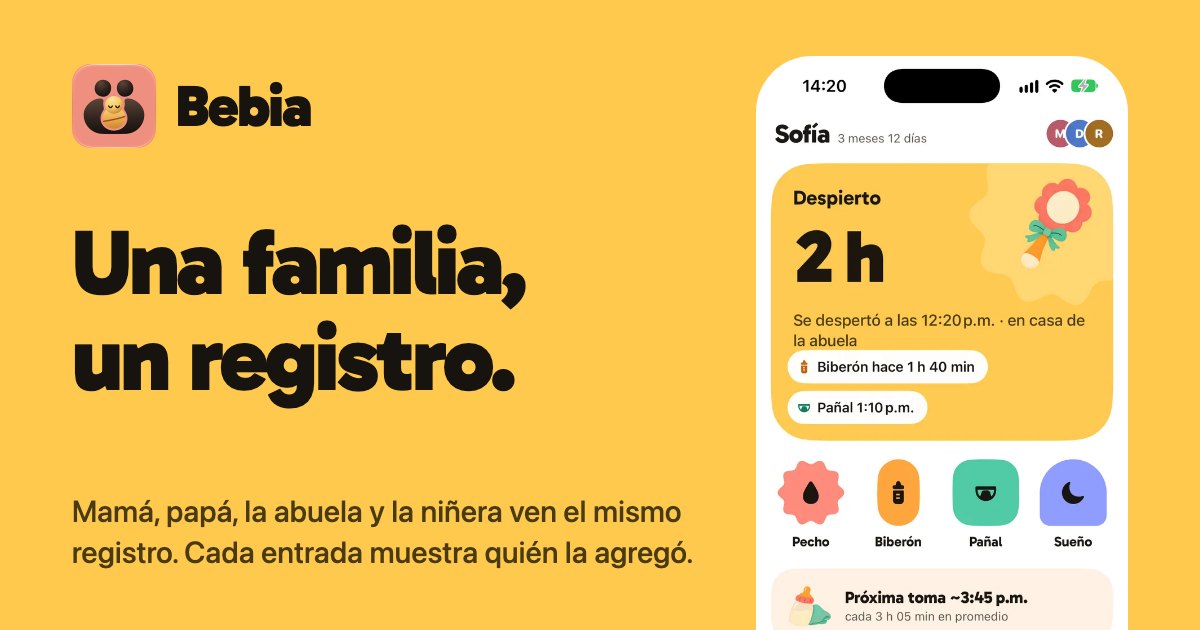 Bebia
Una familia,
un registro.
Mamá, papá, la abuela y la niñera ven el mismo
registro. Cada entrada muestra quién la agregó.
14:20
Sofía 3 meses 12 días
M D R
Despierto
2 h
Se despertó a las 12:20 p.m. · en casa de
la abuela
Biberón hace 1 h 40 min
Pañal 1:10 p.m.
Pecho Biberón Pañal Sueño
Próxima toma ~3:45 p.m.
cada 3 h 05 min en promedio